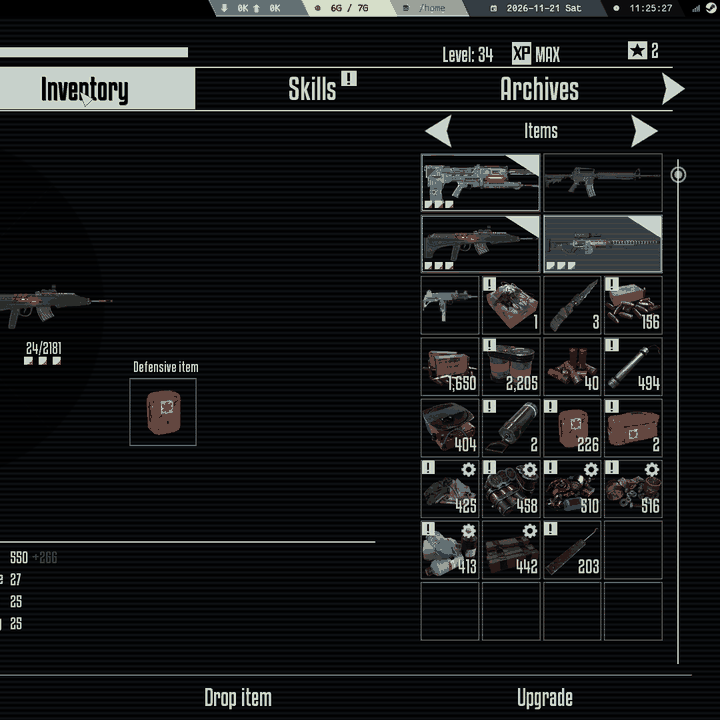 0K 0K 6G / 7G /home 2026-11-21 Sat 11:25:27
Level: 34 XP MAX 2
Inventory Skills ! Archives
Items
! !
1 3 156
24/2181
Defensive item
! !
1,650 2,205 40 494
! ! !
404 2 226 2
! ! ! !
425 458 510 516
! !
413 442 203
550 +266
27
25
25
Drop item Upgrade